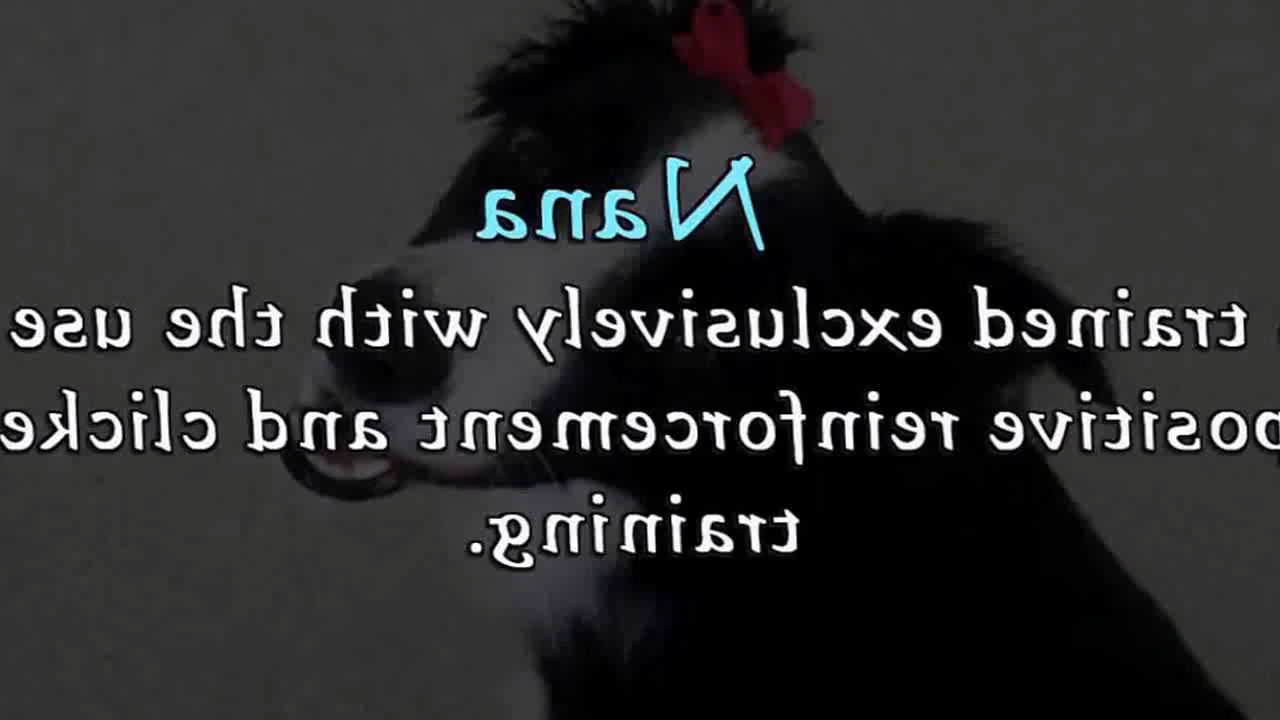 Nana
trained exclusively with the use
positive reinforcement and clicke
training.